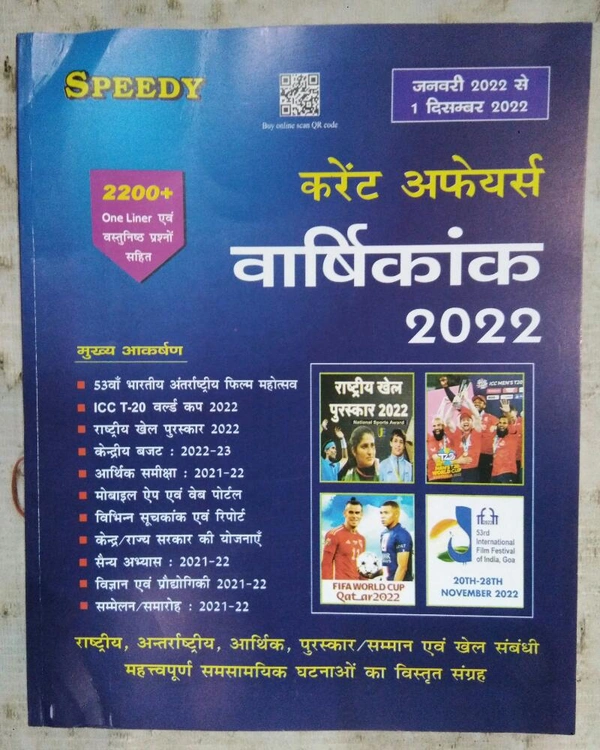 SPEEDY
Buy online scan QR code
जनवरी 2022 से
1 दिसम्बर 2022
2200+
One Liner एवं
वस्तुनिष्ठ प्रश्नों
सहित
करेंट अफेयर्स
वार्षिकांक
2022
मुख्य आकर्षण
53वाँ भारतीय अंतर्राष्ट्रीय फिल्म महोत्सव
ICC T-20 वर्ल्ड कप 2022
राष्ट्रीय खेल पुरस्कार 2022
केन्द्रीय बजट : 2022-23
आर्थिक समीक्षा : 2021-22
मोबाइल ऐप एवं वेब पोर्टल
विभिन्न सूचकांक एवं रिपोर्ट
केन्द्र/राज्य सरकार की योजनाएँ
सैन्य अभ्यास : 2021-22
विज्ञान एवं प्रौद्योगिकी 2021-22
सम्मेलन/समारोह : 2021-22
राष्ट्रीय खेल
पुरस्कार 2022
National Sports Award
ICC MEN'S T20
FIFA WORLD CUP
Qatar2022
53rd
International
Film Festival
of India, Goa
20TH-28TH
NOVEMBER 2022
राष्ट्रीय, अन्तर्राष्ट्रीय, आर्थिक, पुरस्कार/सम्मान एवं खेल संबंधी
महत्त्वपूर्ण समसामयिक घटनाओं का विस्तृत संग्रह